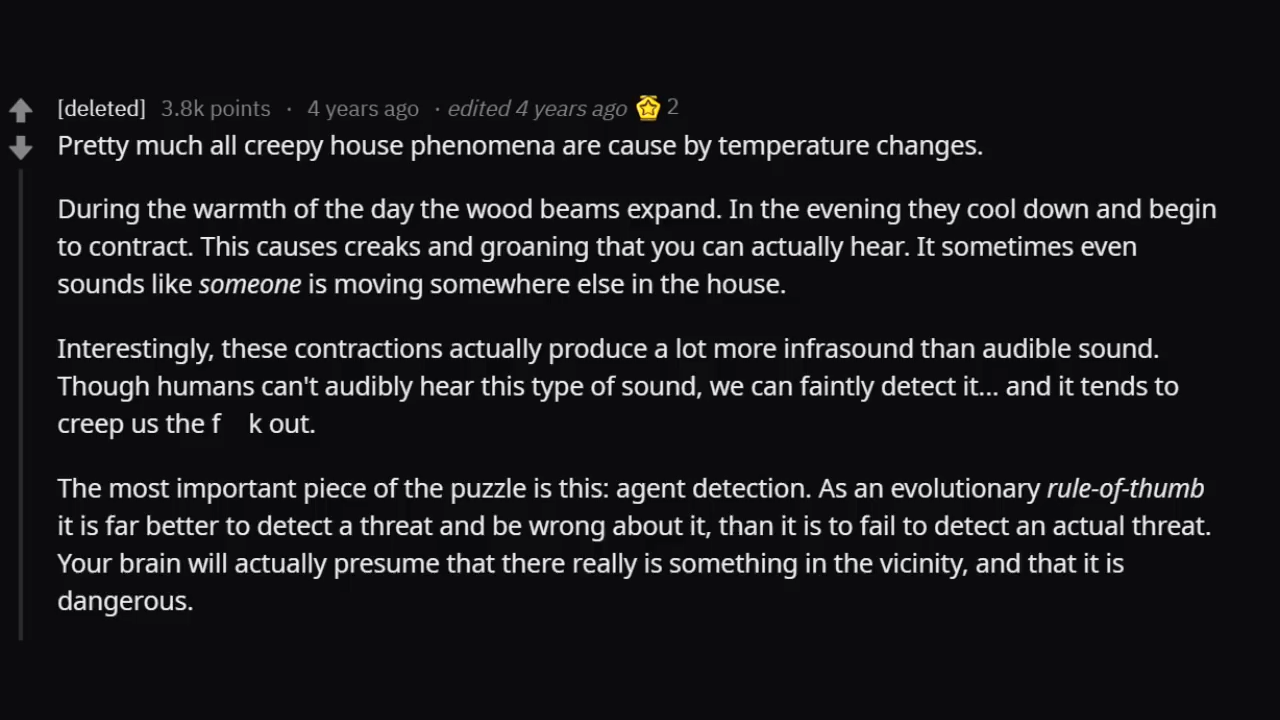 [deleted] 3.8k points · 4 years ago · edited 4 years ago 2
Pretty much all creepy house phenomena are cause by temperature changes.
During the warmth of the day the wood beams expand. In the evening they cool down and begin
to contract. This causes creaks and groaning that you can actually hear. It sometimes even
sounds like someone is moving somewhere else in the house.
Interestingly, these contractions actually produce a lot more infrasound than audible sound.
Though humans can't audibly hear this type of sound, we can faintly detect it... and it tends to
creep us the f k out.
The most important piece of the puzzle is this: agent detection. As an evolutionary rule-of-thumb
it is far better to detect a threat and be wrong about it, than it is to fail to detect an actual threat.
Your brain will actually presume that there really is something in the vicinity, and that it is
dangerous.